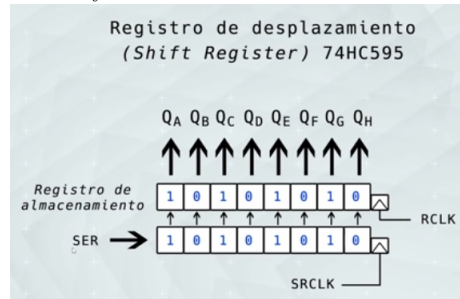 Registro de desplazamiento
(Shift Register) 74HC595
QA QB QC QD QE QF QG QH
Registro de
almacenamiento
1 0 1 0 1 0 1 0
RCLK
SER
1 0 1 0 1 0 1 0
SRCLK